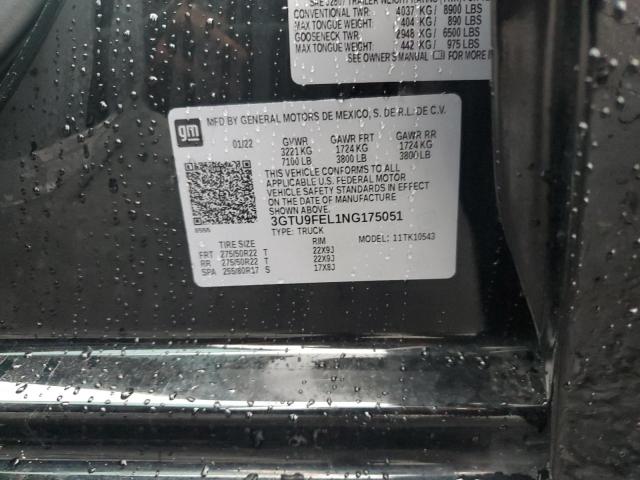 CONVENTIONAL TWR: 4037 KG / 8900 LBS
MAX TONGUE WEIGHT: 404 KG / 890 LBS
GOOSENECK TWR: 2948 KG / 6500 LBS
MAX TONGUE WEIGHT: 442 KG / 975 LBS
SEE OWNER'S MANUAL FOR MORE
gm
MFD BY GENERAL MOTORS DE MEXICO, S. DE R.L. DE C.V.
01/22 GVWR GAWR FRT GAWR RR
3221 KG 1724 KG 1724 KG
7100 LB 3800 LB 3800 LB
THIS VEHICLE CONFORMS TO ALL
APPLICABLE U.S. FEDERAL MOTOR
VEHICLE SAFETY STANDARDS IN EFFECT
ON THE DATE OF MANUFACTURE
SHOWN ABOVE.
3GTU9FEL1NG175051
TYPE: TRUCK MODEL: 11TK10543
TIRE SIZE RIM
FRT 275/50R22 T 22X9J
RR 275/50R22 T 22X9J
SPA 255/80R17 S 17X8J